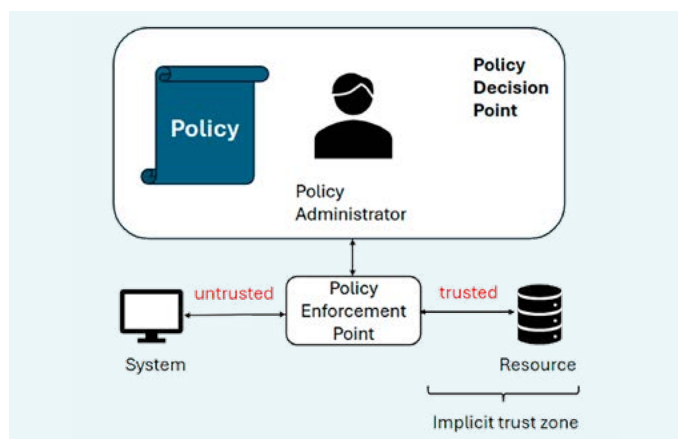 Policy
Policy
Decision
Point
Policy
Administrator
untrusted
Policy
Enforcement
Point
trusted
System
Resource
Implicit trust zone